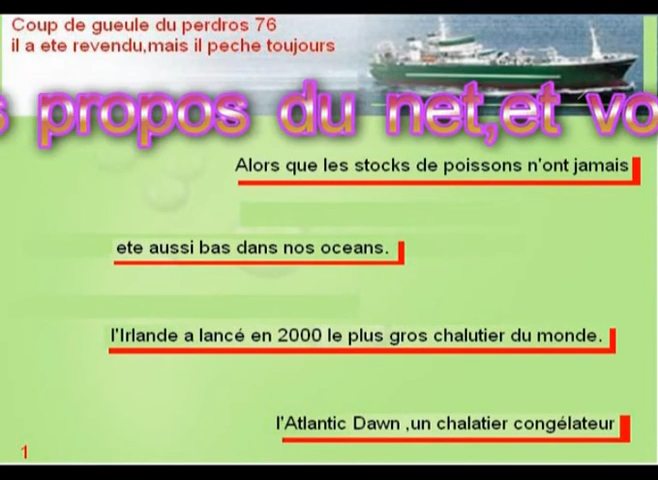 Coup de gueule du perdros 76
il a ete revendu,mais il peche toujours
s propos du net,et vo
Alors que les stocks de poissons n'ont jamais
ete aussi bas dans nos oceans.
l'Irlande a lancé en 2000 le plus gros chalutier du monde.
l'Atlantic Dawn ,un chalatier congélateur
1